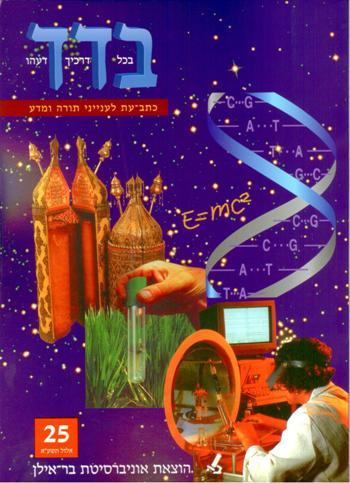 בד״ד
בכל דרכיך דעהו
כתב־עת לענייני תורה ומדע
C···G
A···T
T···A
G···C
E=mc²
C···G
C···G
A···T
T···A
25
אלול תשע״א
הוצאת אוניברסיטת בר־אילן